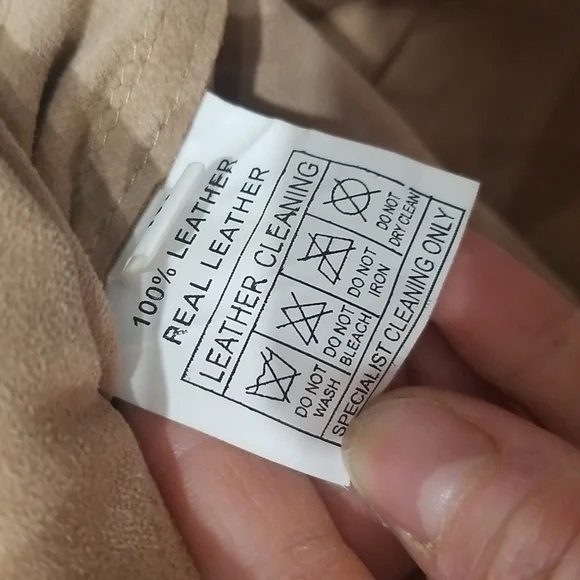 100% LEATHER
REAL LEATHER
LEATHER CLEANING
DO NOT
WASH
DO NOT
BLEACH
DO NOT
IRON
DO NOT
DRY CLEAN
SPECIALIST CLEANING ONLY